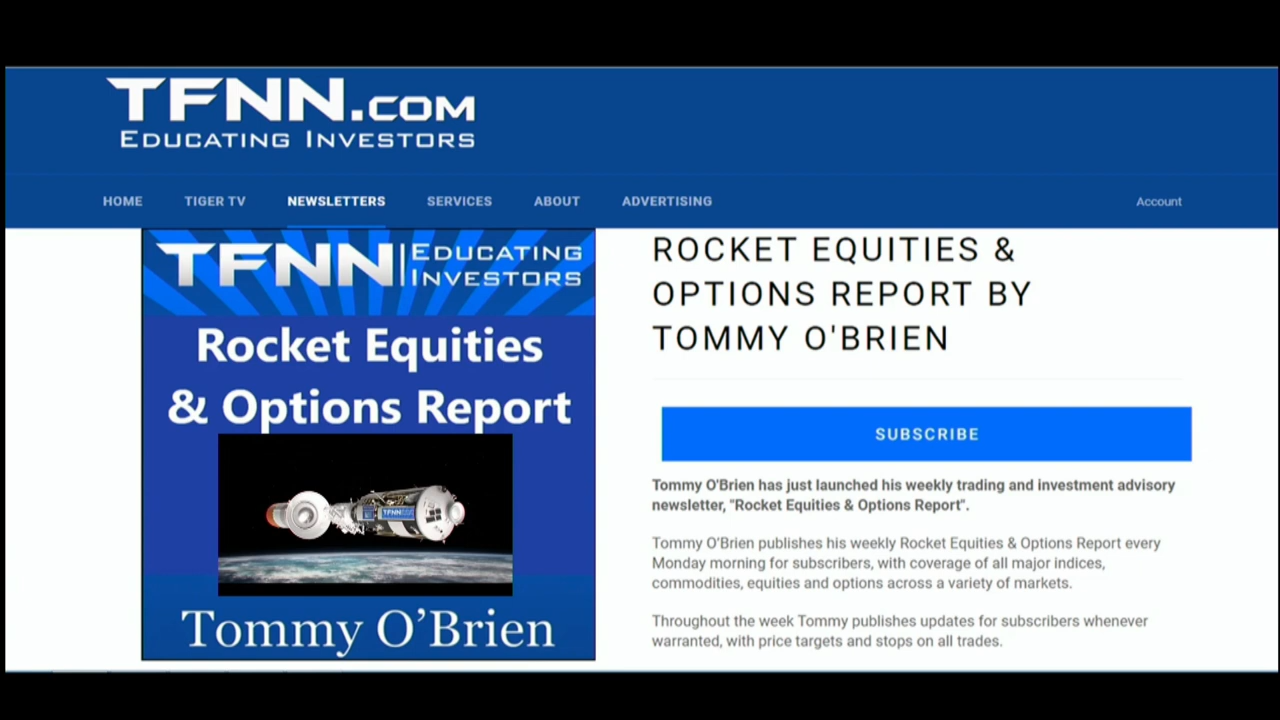 TFNN.COM
EDUCATING INVESTORS
HOME TIGER TV NEWSLETTERS SERVICES ABOUT ADVERTISING Account
TFNN | EDUCATING
INVESTORS
Rocket Equities
& Options Report
TFNN
Tommy O’Brien
ROCKET EQUITIES &
OPTIONS REPORT BY
TOMMY O'BRIEN
SUBSCRIBE
Tommy O'Brien has just launched his weekly trading and investment advisory
newsletter, "Rocket Equities & Options Report".
Tommy O'Brien publishes his weekly Rocket Equities & Options Report every
Monday morning for subscribers, with coverage of all major indices,
commodities, equities and options across a variety of markets.
Throughout the week Tommy publishes updates for subscribers whenever
warranted, with price targets and stops on all trades.